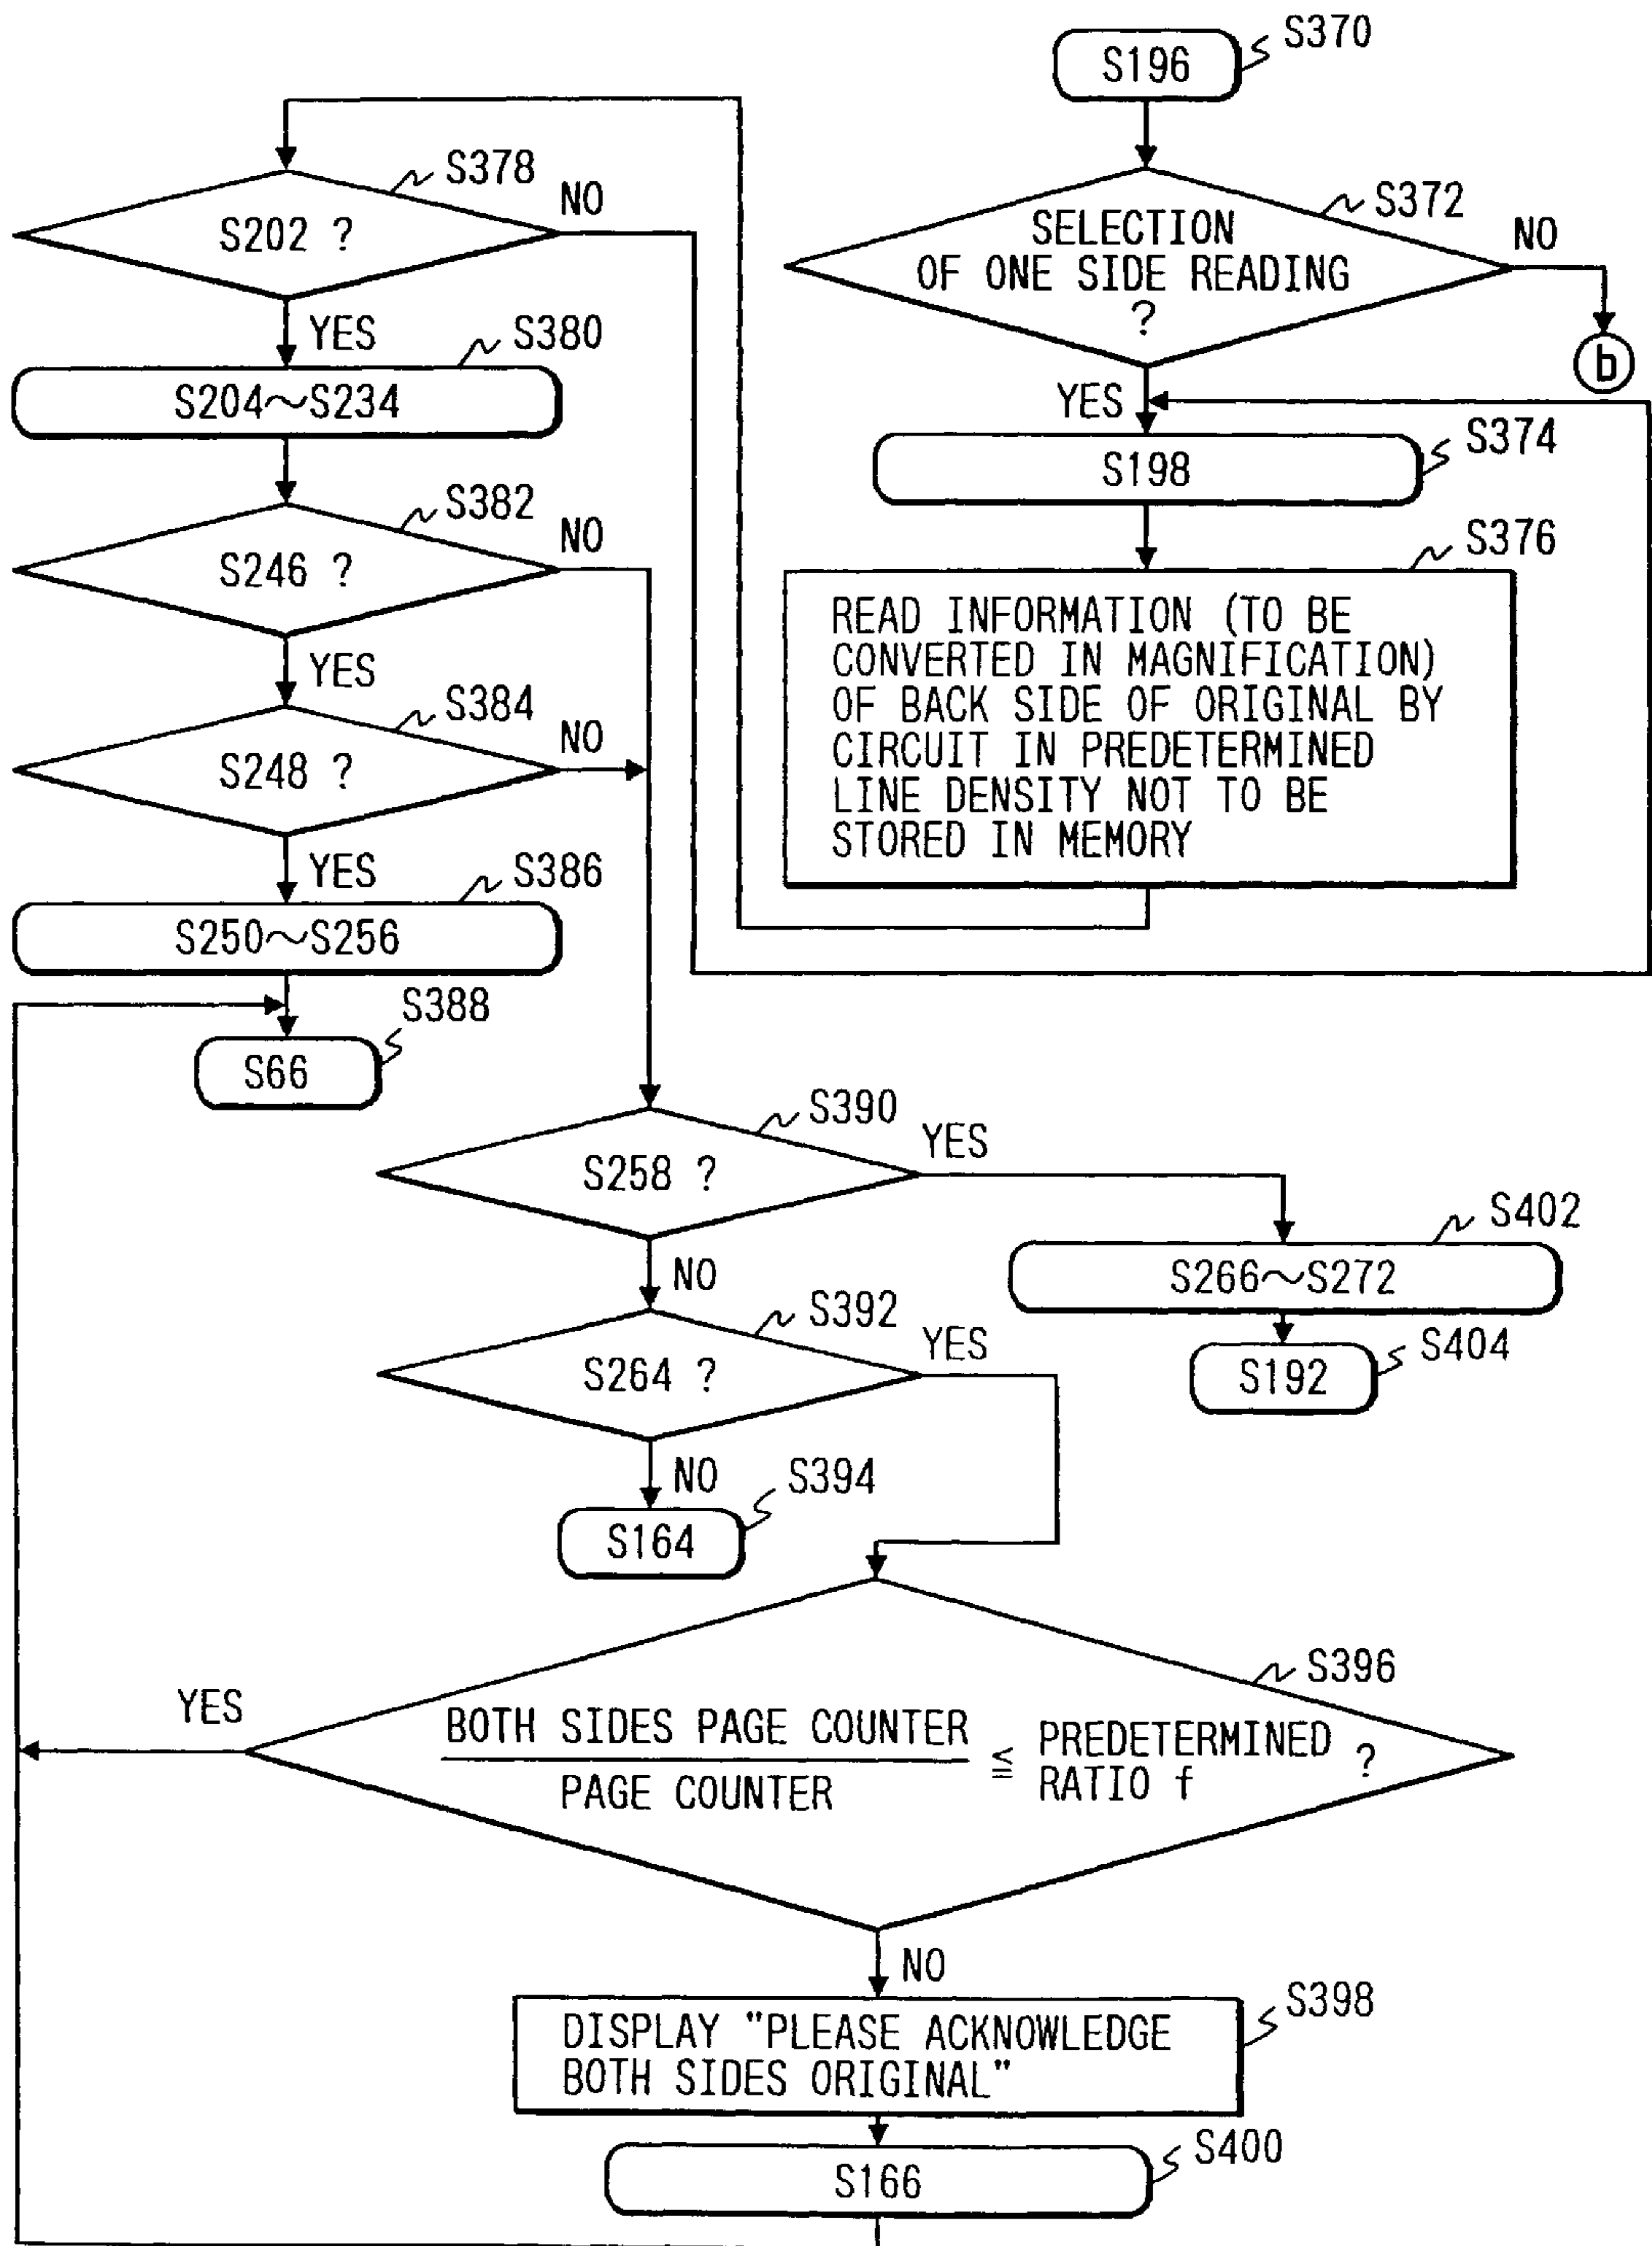 S196
S370
SELECTION
OF ONE SIDE READING
?
S372
NO
b
YES
S198
S374
S376
READ INFORMATION (TO BE
CONVERTED IN MAGNIFICATION)
OF BACK SIDE OF ORIGINAL BY
CIRCUIT IN PREDETERMINED
LINE DENSITY NOT TO BE
STORED IN MEMORY
S378
S202 ?
NO
YES
S380
S204～S234
S382
S246 ?
NO
YES
S384
S248 ?
NO
YES
S386
S250～S256
S388
S66
S390
S258 ?
YES
NO
S402
S266～S272
S404
S192
S392
S264 ?
YES
NO
S394
S164
S396
YES
BOTH SIDES PAGE COUNTER
PAGE COUNTER
≦
PREDETERMINED
RATIO f
?
NO
S398
DISPLAY "PLEASE ACKNOWLEDGE
BOTH SIDES ORIGINAL"
S400
S166